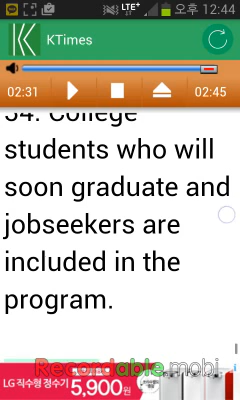 LTE 오후 12:44
KTimes
02:31 02:45
34. College
students who will
soon graduate and
jobseekers are
included in the
program.
Recordable.mobi
LG 직수형 정수기 5,900원